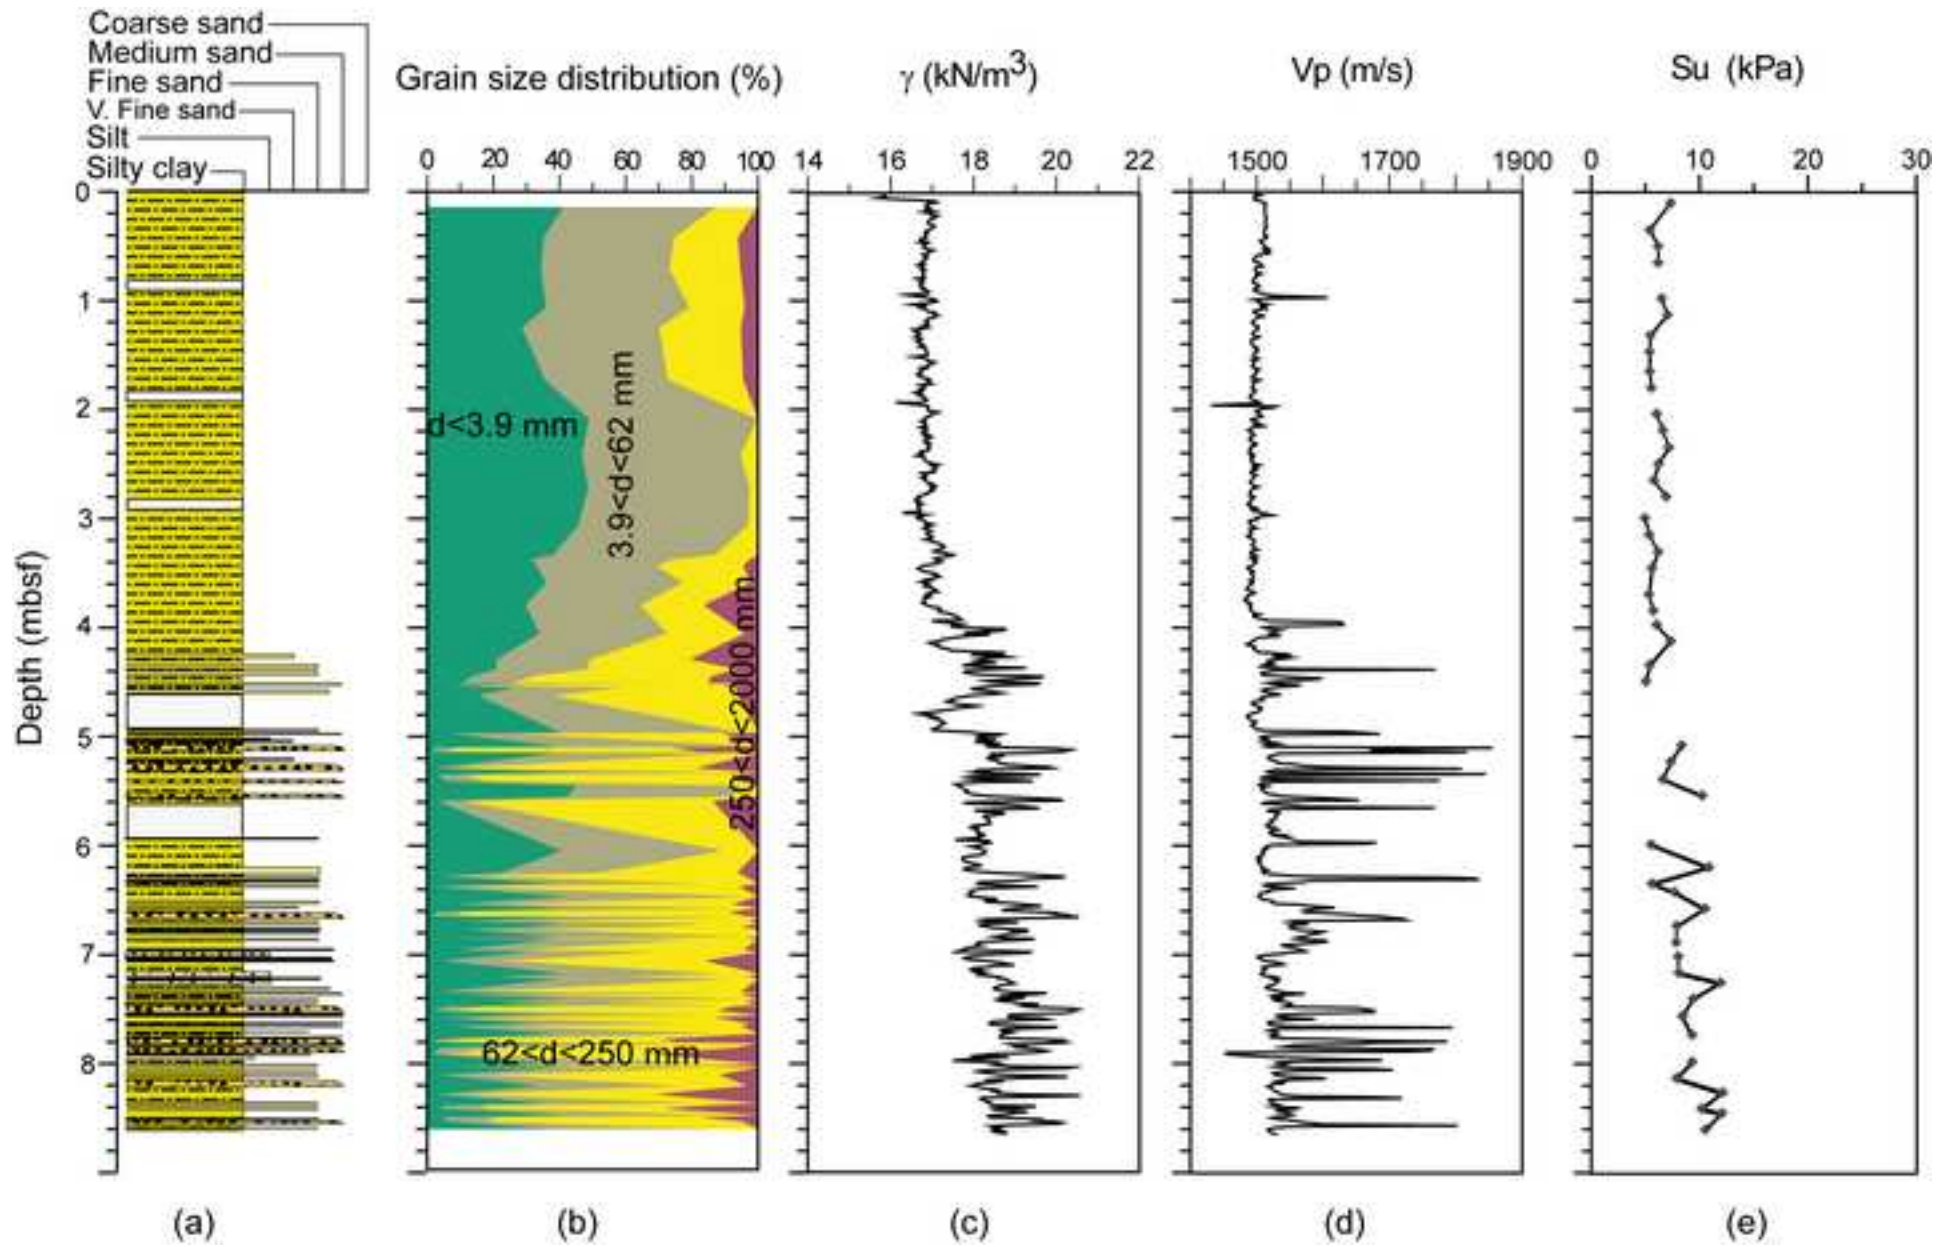 Coarse sand
Medium sand
Fine sand
V. Fine sand
Silt
Silty clay
Grain size distribution (%)
γ (kN/m³)
Vp (m/s)
Su (kPa)
0 20 40 60 80 100
14 16 18 20 22
1500 1700 1900
0 10 20 30
Depth (mbsf)
0
1
2
3
4
5
6
7
8
d<3.9 mm
3.9<d<62 mm
250<d<2000 mm
62<d<250 mm
(a)
(b)
(c)
(d)
(e)